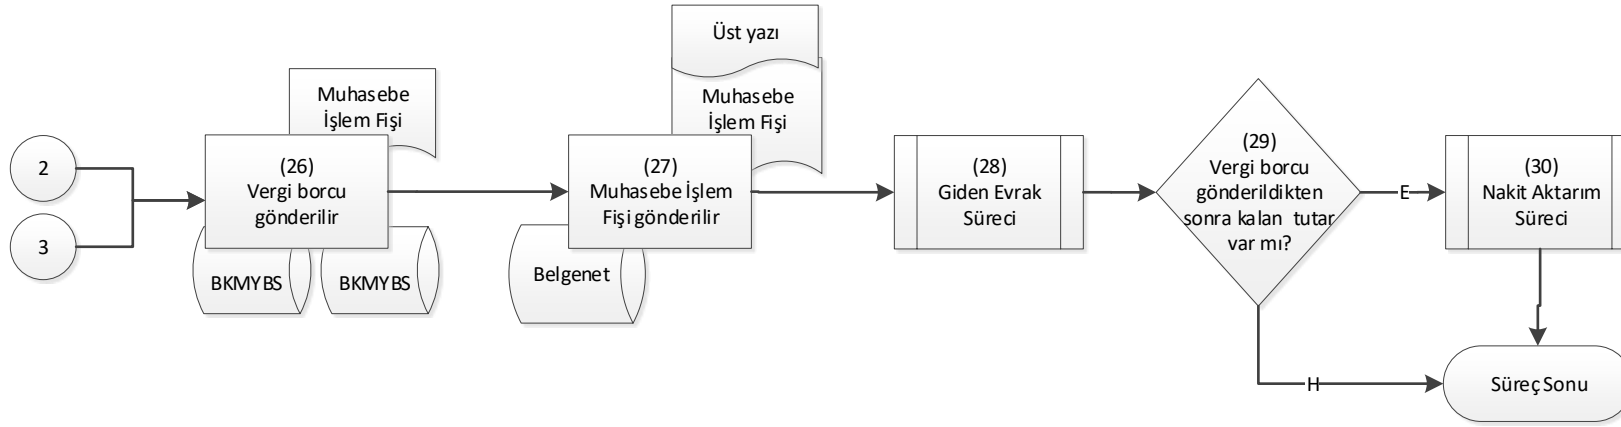 2
3
Muhasebe
İşlem Fişi
(26)
Vergi borcu
gönderilir
BKMYBS
BKMYBS
Üst yazı
Muhasebe
İşlem Fişi
(27)
Muhasebe İşlem
Fişi gönderilir
Belgenet
(28)
Giden Evrak
Süreci
(29)
Vergi borcu
gönderildikten
sonra kalan tutar
var mı?
E
H
(30)
Nakit Aktarım
Süreci
Süreç Sonu